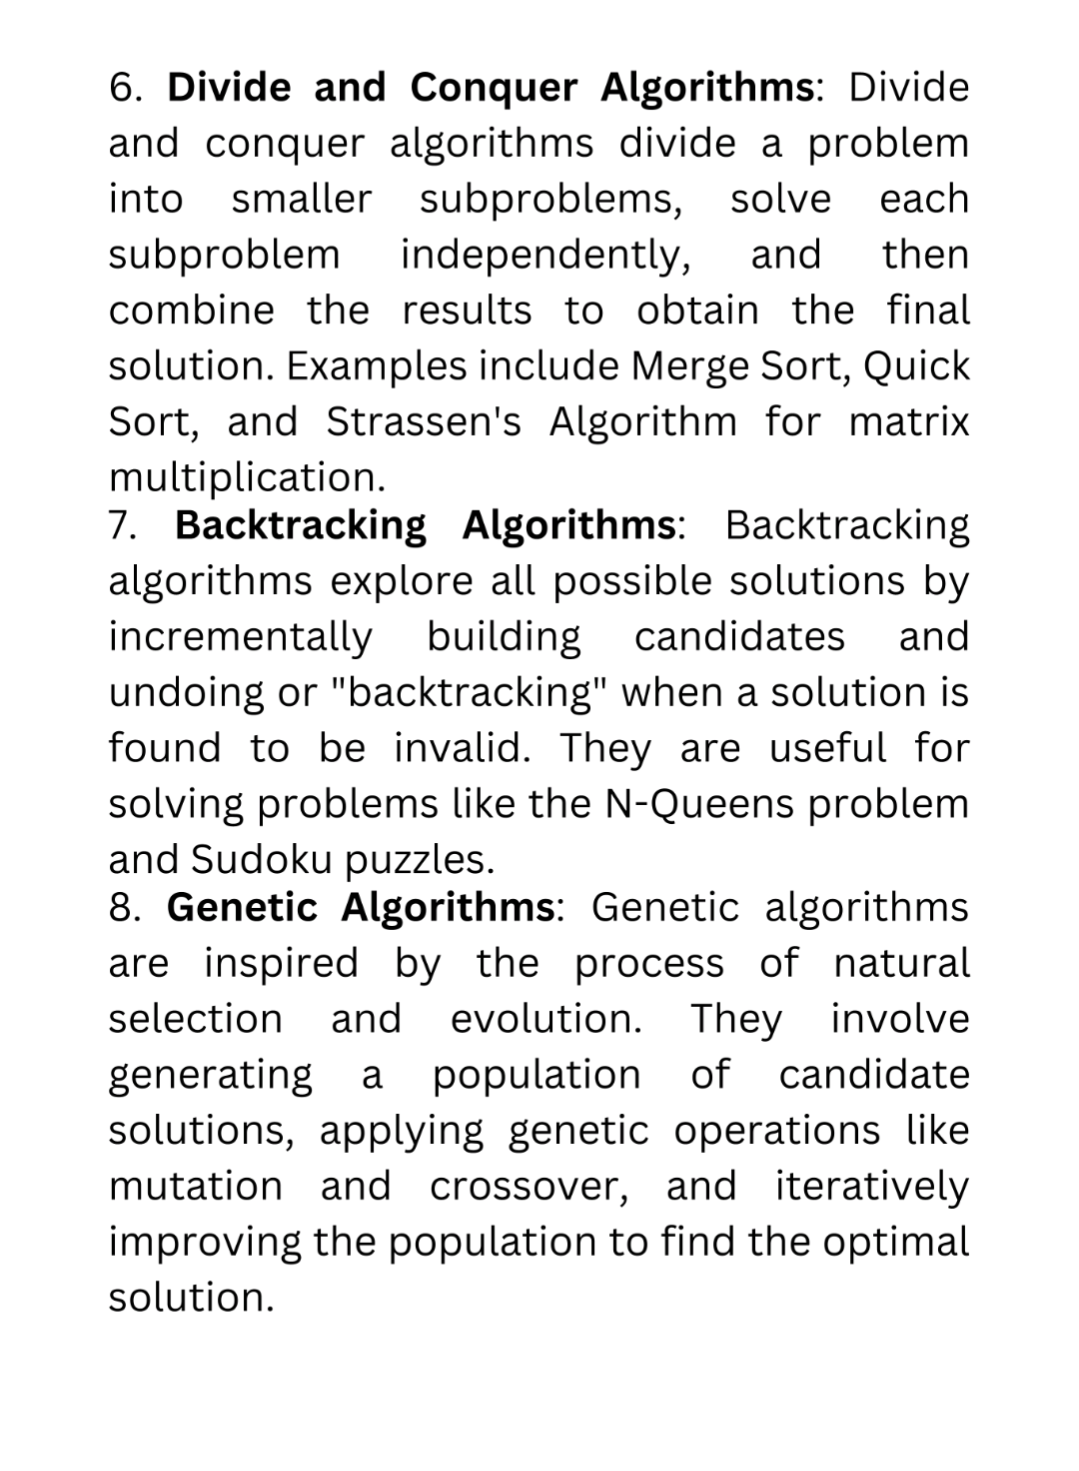 6. Divide and Conquer Algorithms: Divide
and conquer algorithms divide a problem
into smaller subproblems, solve each
subproblem independently, and then
combine the results to obtain the final
solution. Examples include Merge Sort, Quick
Sort, and Strassen's Algorithm for matrix
multiplication.
7. Backtracking Algorithms: Backtracking
algorithms explore all possible solutions by
incrementally building candidates and
undoing or "backtracking" when a solution is
found to be invalid. They are useful for
solving problems like the N-Queens problem
and Sudoku puzzles.
8. Genetic Algorithms: Genetic algorithms
are inspired by the process of natural
selection and evolution. They involve
generating a population of candidate
solutions, applying genetic operations like
mutation and crossover, and iteratively
improving the population to find the optimal
solution.